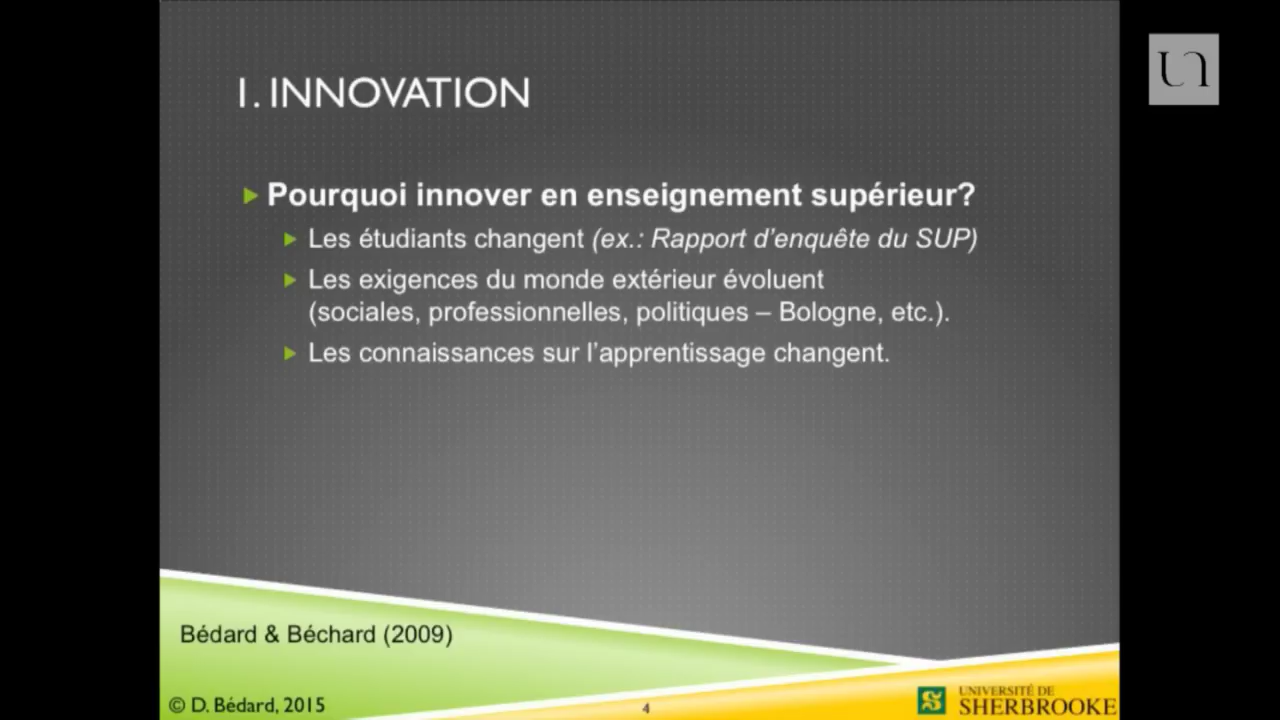 1. INNOVATION
Pourquoi innover en enseignement supérieur?
Les étudiants changent (ex.: Rapport d’enquête du SUP)
Les exigences du monde extérieur évoluent
(sociales, professionnelles, politiques – Bologne, etc.).
Les connaissances sur l’apprentissage changent.
Bédard & Béchard (2009)
© D. Bédard, 2015
4
UNIVERSITÉ DE
SHERBROOKE